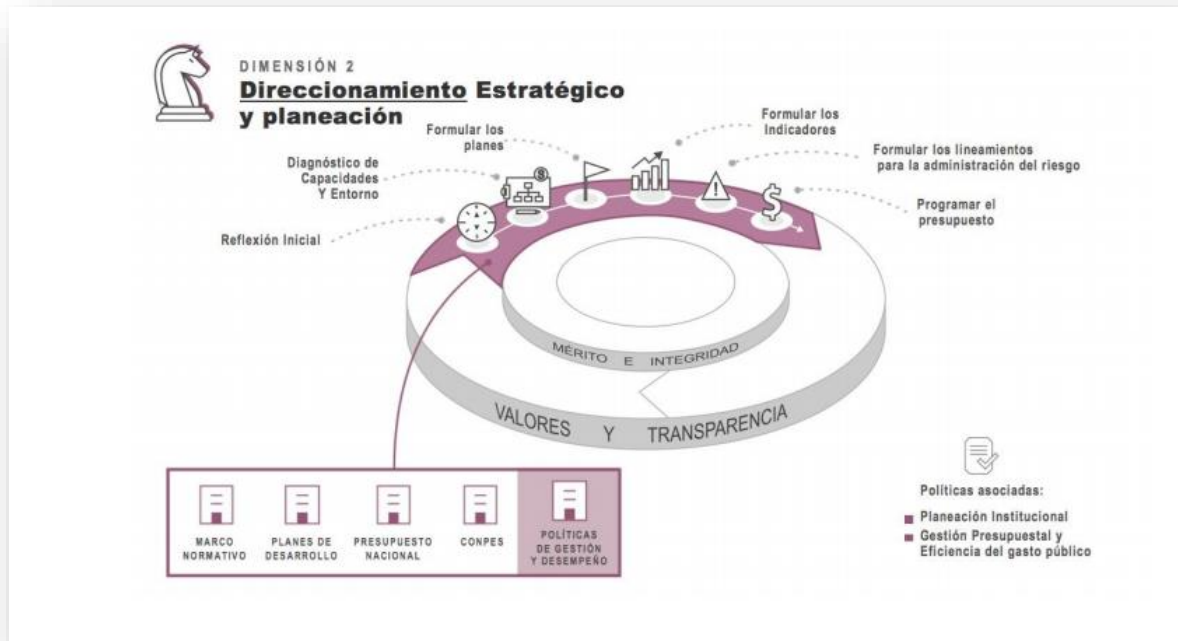 DIMENSIÓN 2
Direccionamiento Estratégico
y planeación
Formular los
planes
Formular los
Indicadores
Diagnóstico de
Capacidades
Y Entorno
Formular los lineamientos
para la administración del riesgo
Reflexión Inicial
Programar el
presupuesto
MÉRITO E INTEGRIDAD
VALORES Y TRANSPARENCIA
MARCO
NORMATIVO
PLANES DE
DESARROLLO
PRESUPUESTO
NACIONAL
CONPES
POLÍTICAS
DE GESTIÓN
Y DESEMPEÑO
Políticas asociadas:
Planeación Institucional
Gestión Presupuestal y
Eficiencia del gasto público